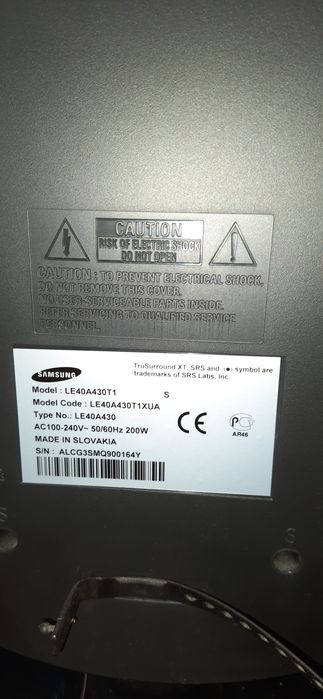 CAUTION
RISK OF ELECTRIC SHOCK
DO NOT OPEN
CAUTION : TO PREVENT ELECTRICAL SHOCK,
DO NOT REMOVE THIS COVER.
NO USER-SERVICEABLE PARTS INSIDE.
REFER SERVICING TO QUALIFIED SERVICE
PERSONNEL.
SAMSUNG
TruSurround XT, SRS and (●) symbol are
trademarks of SRS Labs, Inc.
Model : LE40A430T1 S
Model Code : LE40A430T1XUA
Type No.: LE40A430
AC100-240V~ 50/60Hz 200W
MADE IN SLOVAKIA
S/N : ALCG3SMQ900164Y
CE
АЯ46
S
S